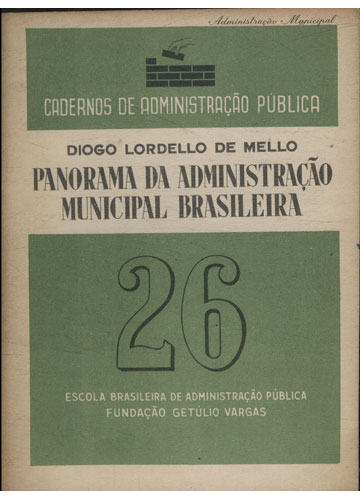 Administração Municipal
CADERNOS DE ADMINISTRAÇÃO PÚBLICA
DIOGO LORDELLO DE MELLO
PANORAMA DA ADMINISTRAÇÃO
MUNICIPAL BRASILEIRA
26
ESCOLA BRASILEIRA DE ADMINISTRAÇÃO PÚBLICA
FUNDAÇÃO GETÚLIO VARGAS